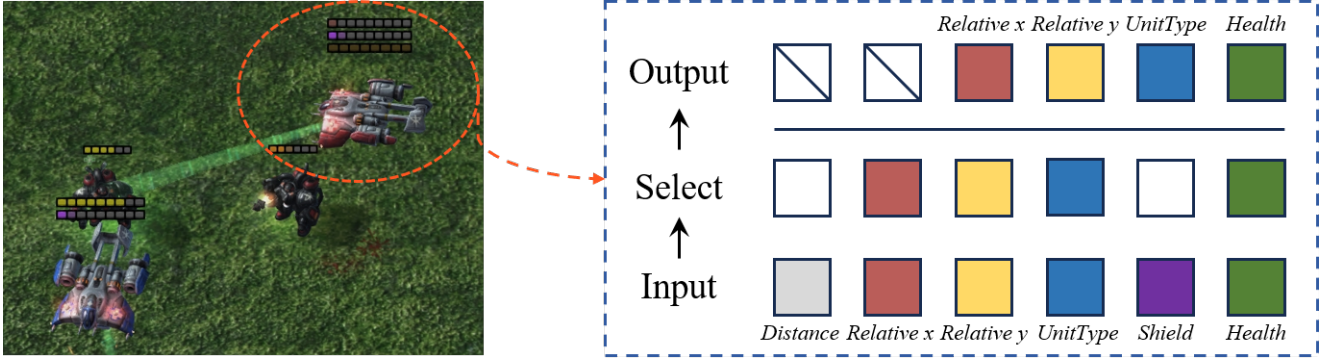 Relative x Relative y UnitType Health
Output
Select
Input
Distance Relative x Relative y UnitType Shield Health